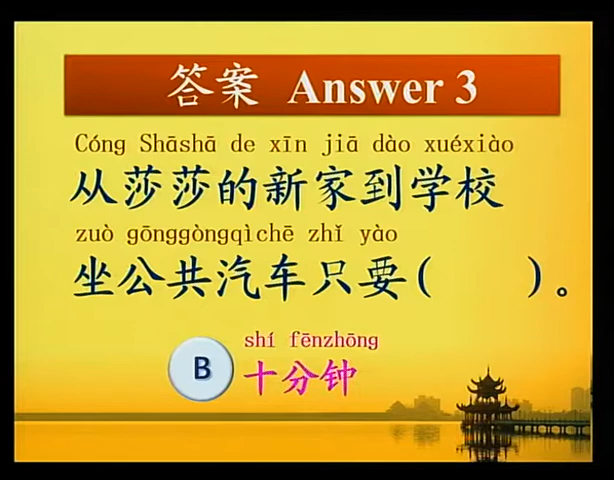 答案 Answer 3
Cóng Shāshā de xīn jiā dào xuéxiào
从莎莎的新家到学校
zuò gōnggòngqìchē zhǐ yào
坐公共汽车只要(    )。
shí fēnzhōng
B 十分钟